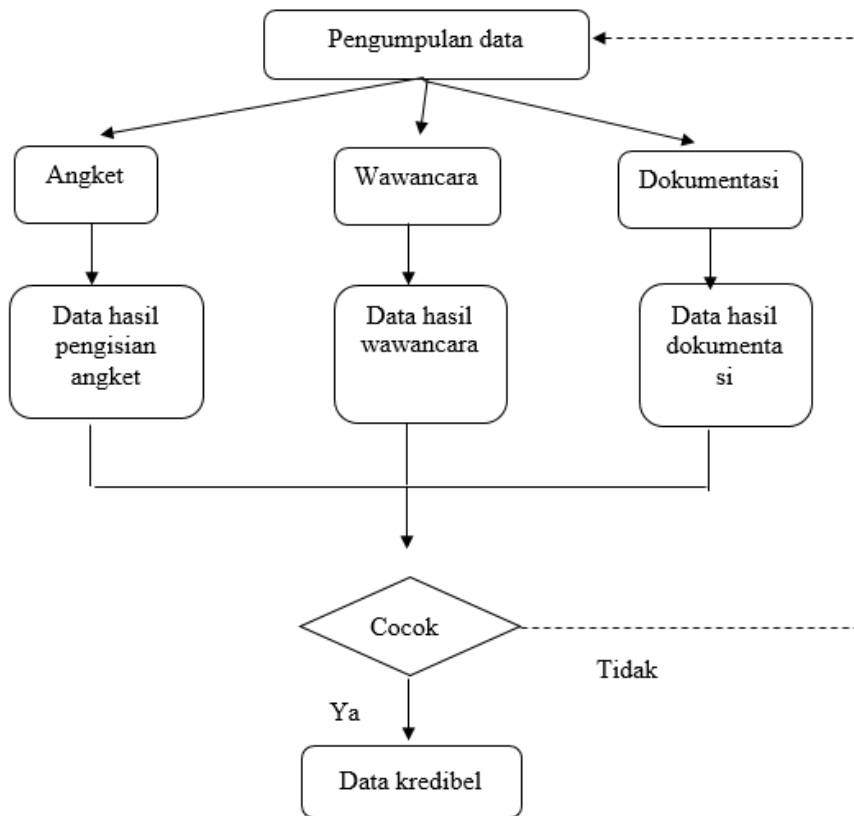 Pengumpulan data
Angket
Wawancara
Dokumentasi
Data hasil
pengisian
angket
Data hasil
wawancara
Data hasil
dokumenta
si
Cocok
Tidak
Ya
Data kredibel